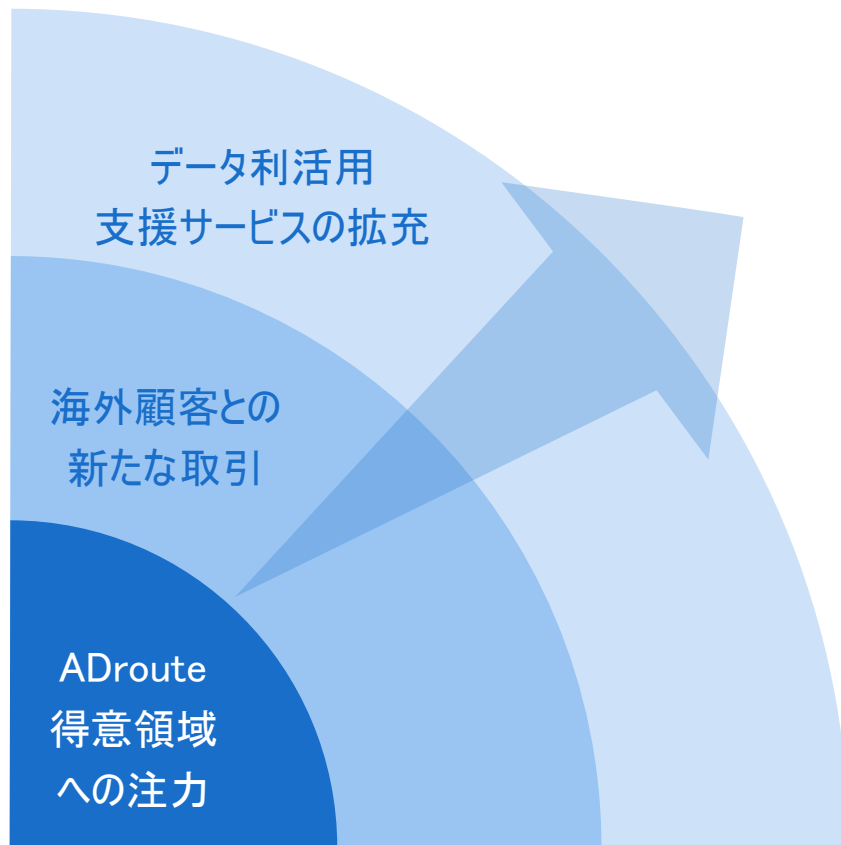 データ利活用
支援サービスの拡充
海外顧客との
新たな取引
ADroute
得意領域
への注力